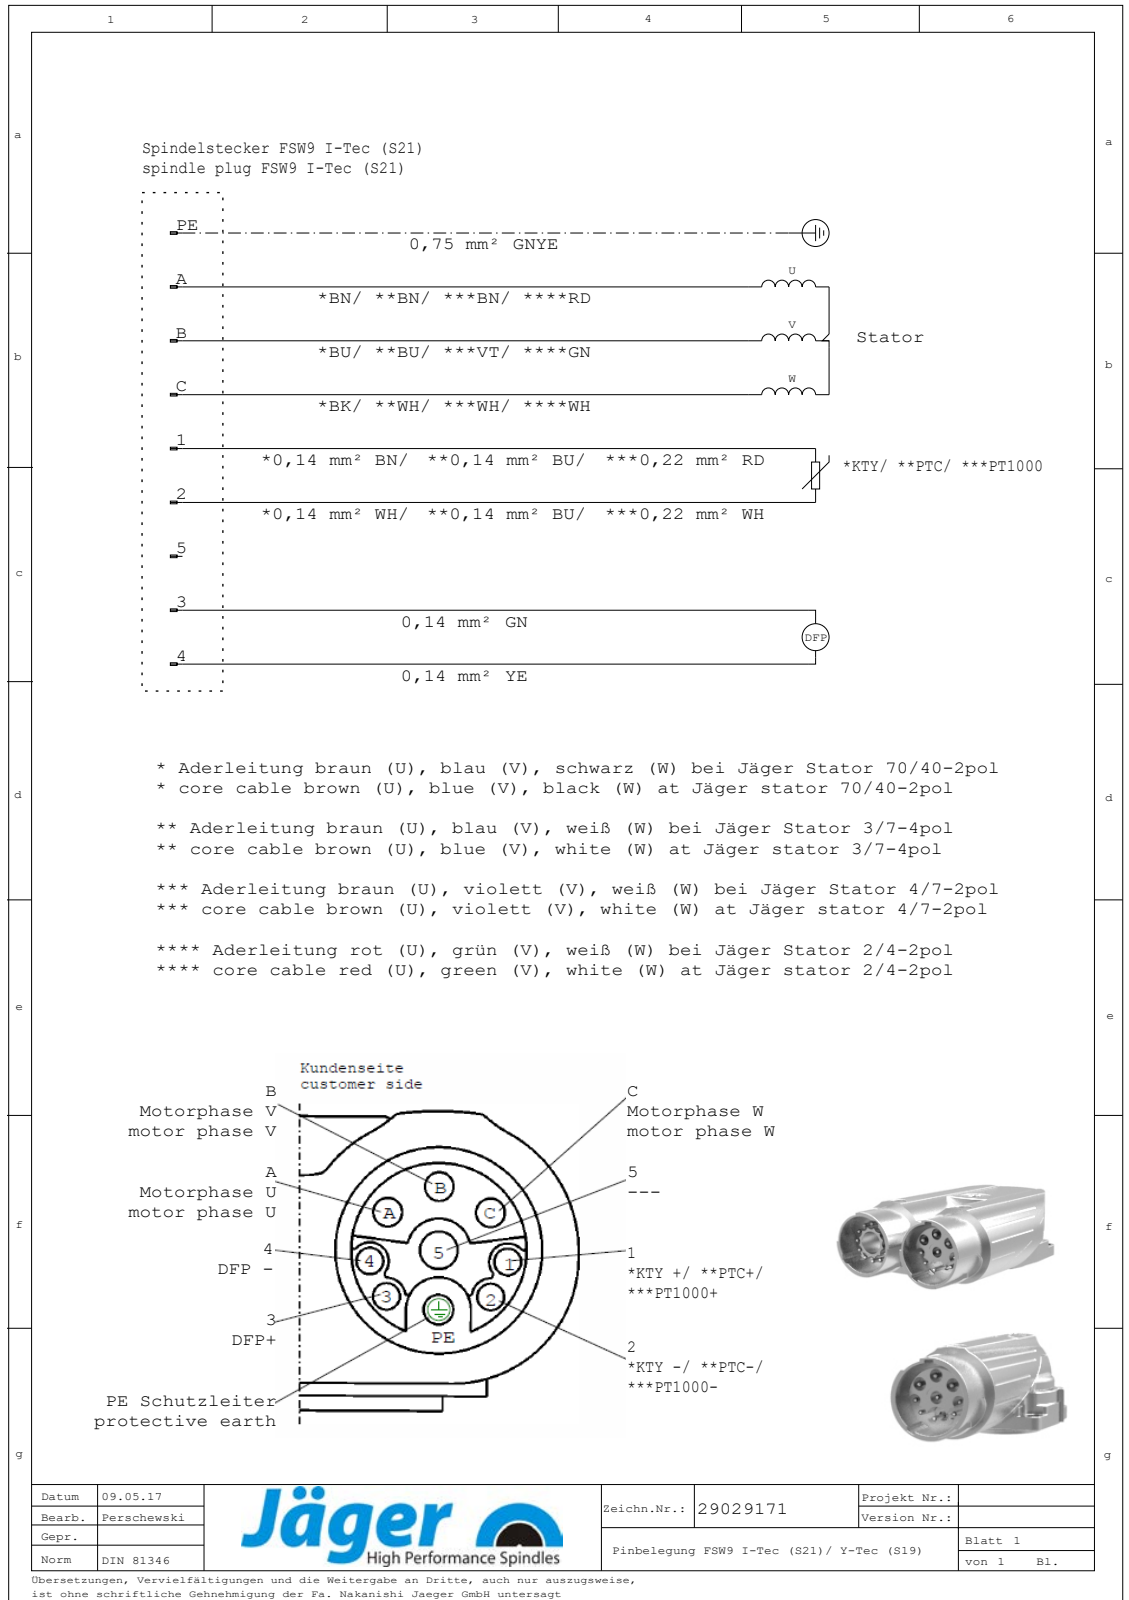 1 2 3 4 5 6
a a
Spindelstecker FSW9 I-Tec (S21)
spindle plug FSW9 I-Tec (S21)
PE
0,75 mm² GNYE
A
U
*BN/ **BN/ ***BN/ ****RD
B
V
Stator
*BU/ **BU/ ***VT/ ****GN
b b
C
W
*BK/ **WH/ ***WH/ ****WH
1
*0,14 mm² BN/ **0,14 mm² BU/ ***0,22 mm² RD
*KTY/ **PTC/ ***PT1000
2
*0,14 mm² WH/ **0,14 mm² BU/ ***0,22 mm² WH
5
c c
3
0,14 mm² GN
DFP
4
0,14 mm² YE
* Aderleitung braun (U), blau (V), schwarz (W) bei Jäger Stator 70/40-2pol
* core cable brown (U), blue (V), black (W) at Jäger stator 70/40-2pol
d d
** Aderleitung braun (U), blau (V), weiß (W) bei Jäger Stator 3/7-4pol
** core cable brown (U), blue (V), white (W) at Jäger stator 3/7-4pol
*** Aderleitung braun (U), violett (V), weiß (W) bei Jäger Stator 4/7-2pol
*** core cable brown (U), violett (V), white (W) at Jäger stator 4/7-2pol
**** Aderleitung rot (U), grün (V), weiß (W) bei Jäger Stator 2/4-2pol
**** core cable red (U), green (V), white (W) at Jäger stator 2/4-2pol
e e
Kundenseite
customer side
B
Motorphase V
motor phase V
C
Motorphase W
motor phase W
A
Motorphase U
motor phase U
5
---
B
A
C
f f
4
DFP -
5
4
1
3
2
PE
1
*KTY +/ **PTC+/
***PT1000+
3
DFP+
2
*KTY -/ **PTC-/
***PT1000-
PE Schutzleiter
protective earth
g g
Datum 09.05.17
Bearb. Perschewski
Gepr.
Norm DIN 81346
Jäger
High Performance Spindles
Zeichn.Nr.: 29029171
Projekt Nr.:
Version Nr.:
Pinbelegung FSW9 I-Tec (S21)/ Y-Tec (S19)
Blatt 1
von 1 Bl.
Übersetzungen, Vervielfältigungen und die Weitergabe an Dritte, auch nur auszugsweise,
ist ohne schriftliche Gehnehmigung der Fa. Nakanishi Jaeger GmbH untersagt